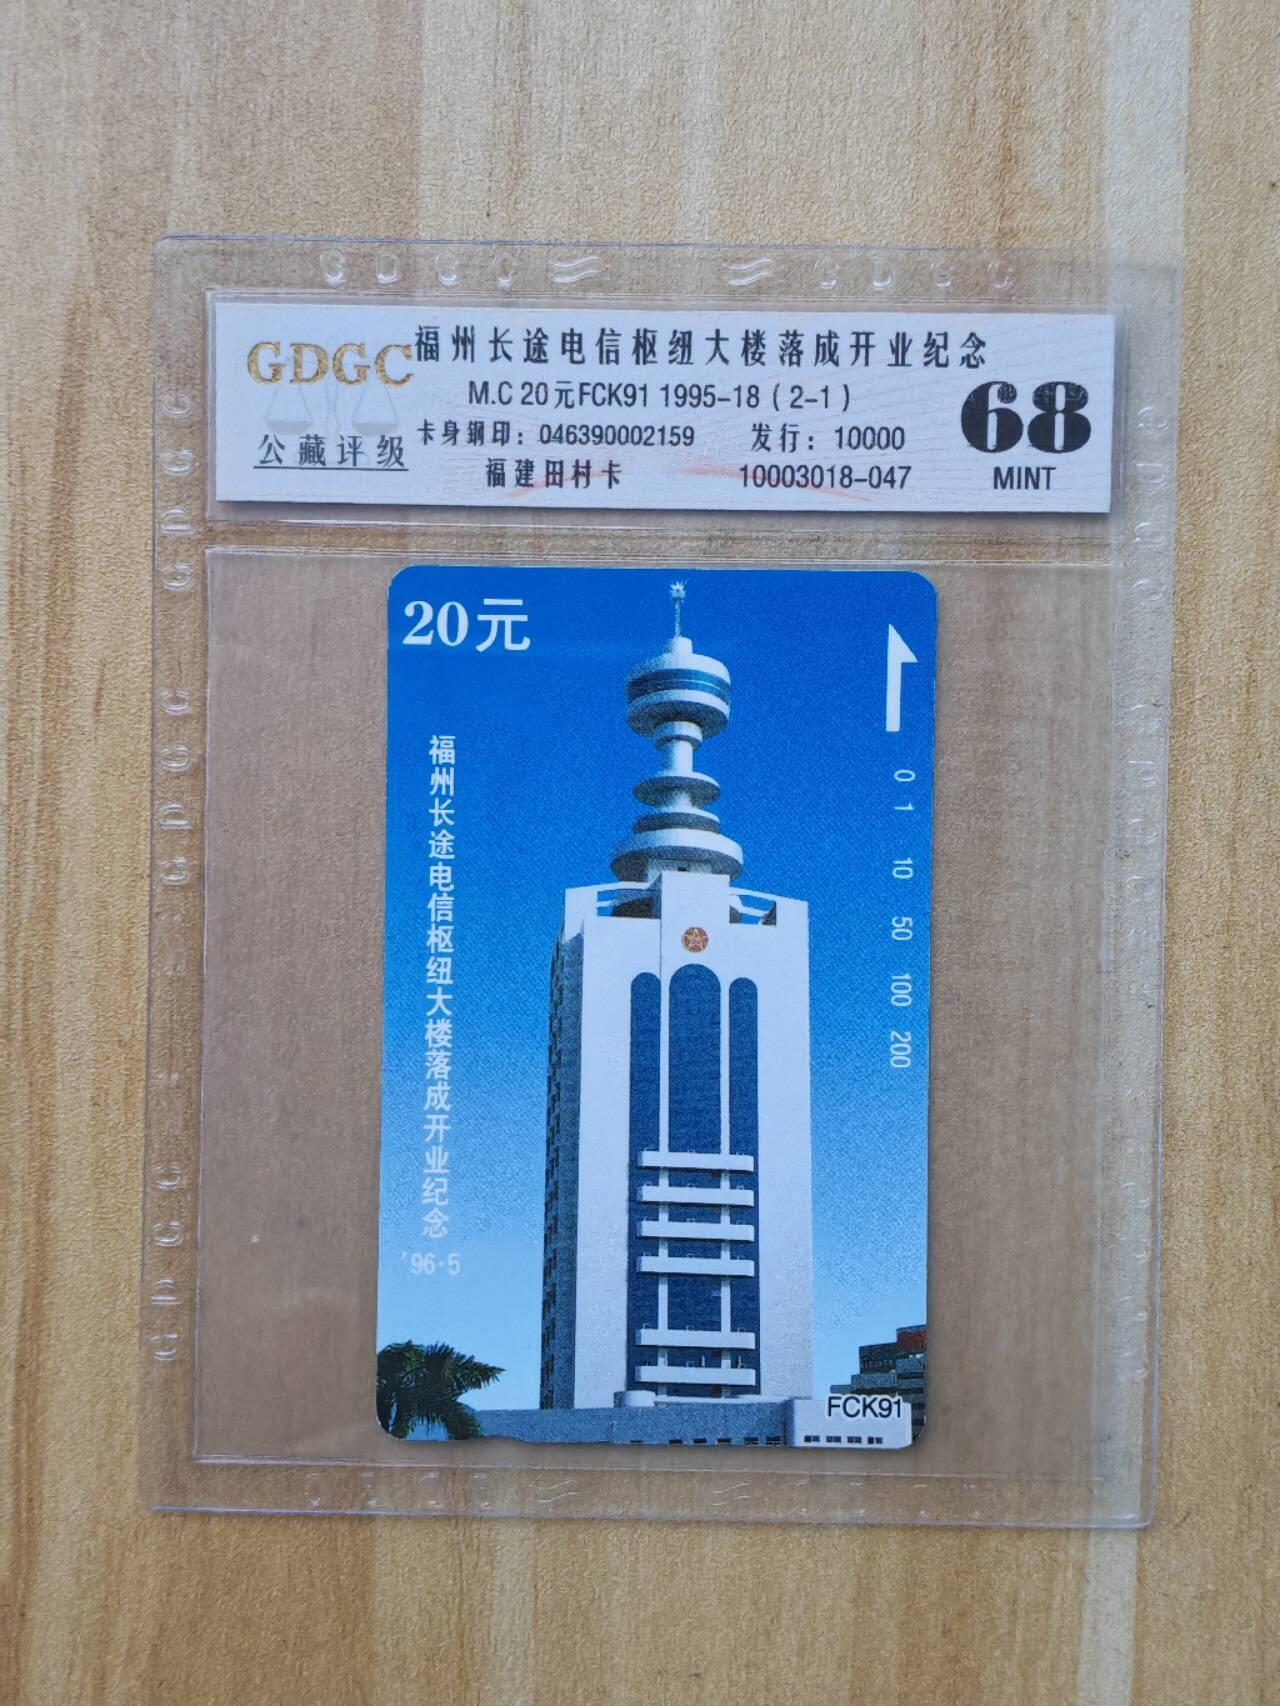 GDGC
GDGC
GDGC
公藏评级
福州长途电信枢纽大楼落成开业纪念
M.C 20元FCK91 1995-18 ( 2-1 )
卡身钢印：046390002159
发行：10000
福建田村卡
10003018-047
68
MINT
20元
福州长途电信枢纽大楼落成开业纪念
'96·5
0
1
10
50
100
200
FCK91